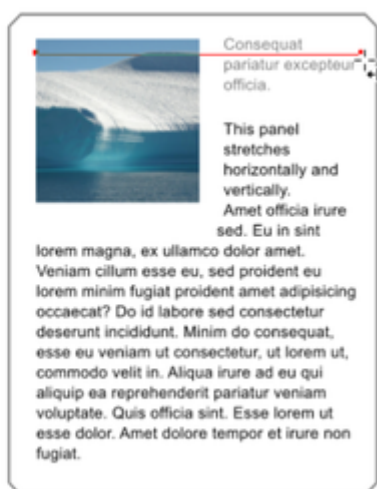 Consequat
pariatur excepteur
officia.
This panel
stretches
horizontally and
vertically.
Amet officia irure
sed. Eu in sint
lorem magna, ex ullamco dolor amet.
Veniam cillum esse eu, sed proident eu
lorem minim fugiat proident amet adipisicing
occaecat? Do id labore sed consectetur
deserunt incididunt. Minim do consequat,
esse eu veniam ut consectetur, ut lorem ut,
commodo velit in. Aliqua irure ad eu qui
aliquip ea reprehenderit pariatur veniam
voluptate. Quis officia sint. Esse lorem ut
esse dolor. Amet dolore tempor et irure non
fugiat.